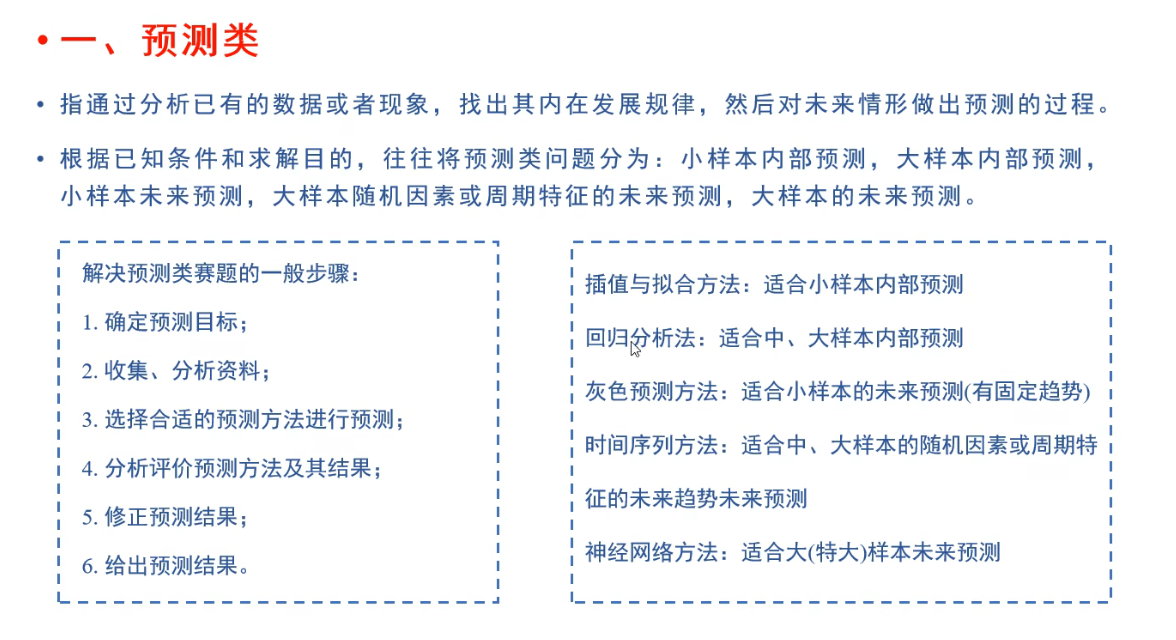 • 一、预测类
• 指通过分析已有的数据或者现象，找出其内在发展规律，然后对未来情形做出预测的过程。
• 根据已知条件和求解目的，往往将预测类问题分为：小样本内部预测，大样本内部预测，
小样本未来预测，大样本随机因素或周期特征的未来预测，大样本的未来预测。
解决预测类赛题的一般步骤：
1. 确定预测目标；
2. 收集、分析资料；
3. 选择合适的预测方法进行预测；
4. 分析评价预测方法及其结果；
5. 修正预测结果；
6. 给出预测结果。
插值与拟合方法：适合小样本内部预测
回归分析法：适合中、大样本内部预测
灰色预测方法：适合小样本的未来预测(有固定趋势)
时间序列方法：适合中、大样本的随机因素或周期特
征的未来趋势未来预测
神经网络方法：适合大(特大)样本未来预测